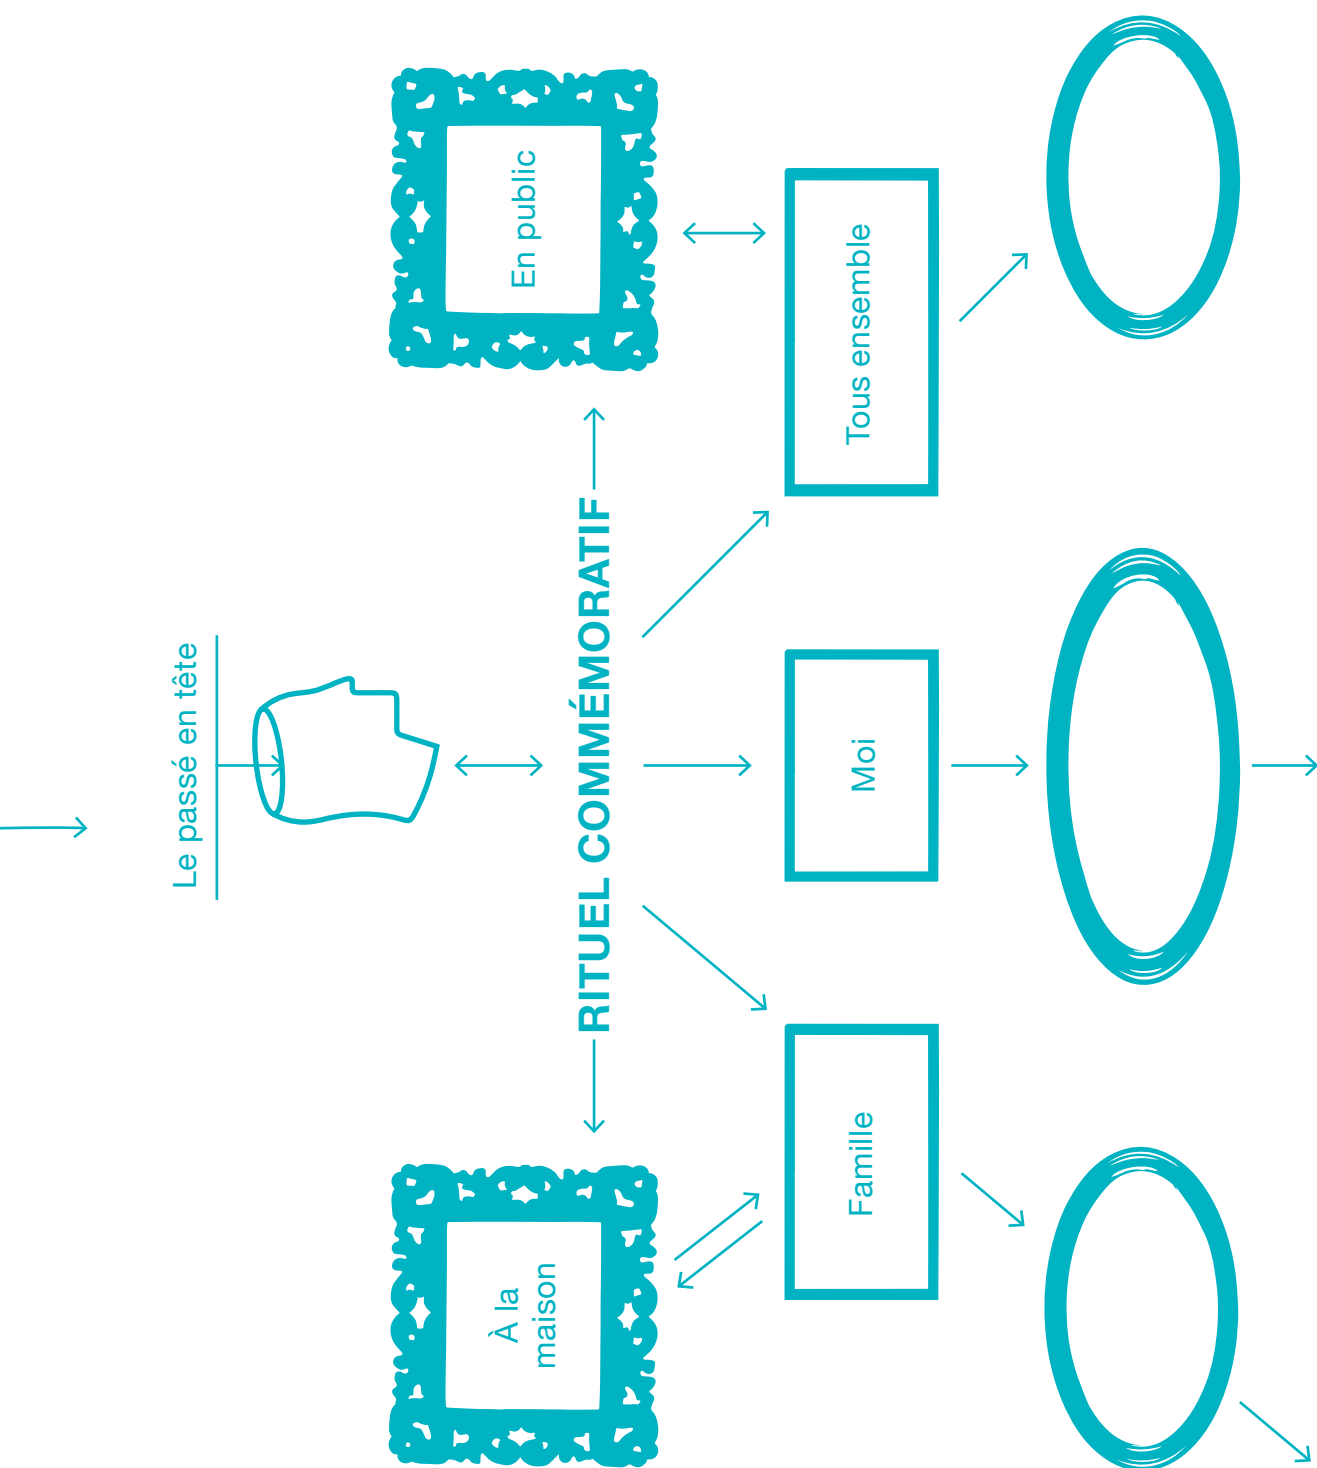 Le passé en tête
À la
maison
RITUEL COMMÉMORATIF
En public
Famille
Moi
Tous ensemble